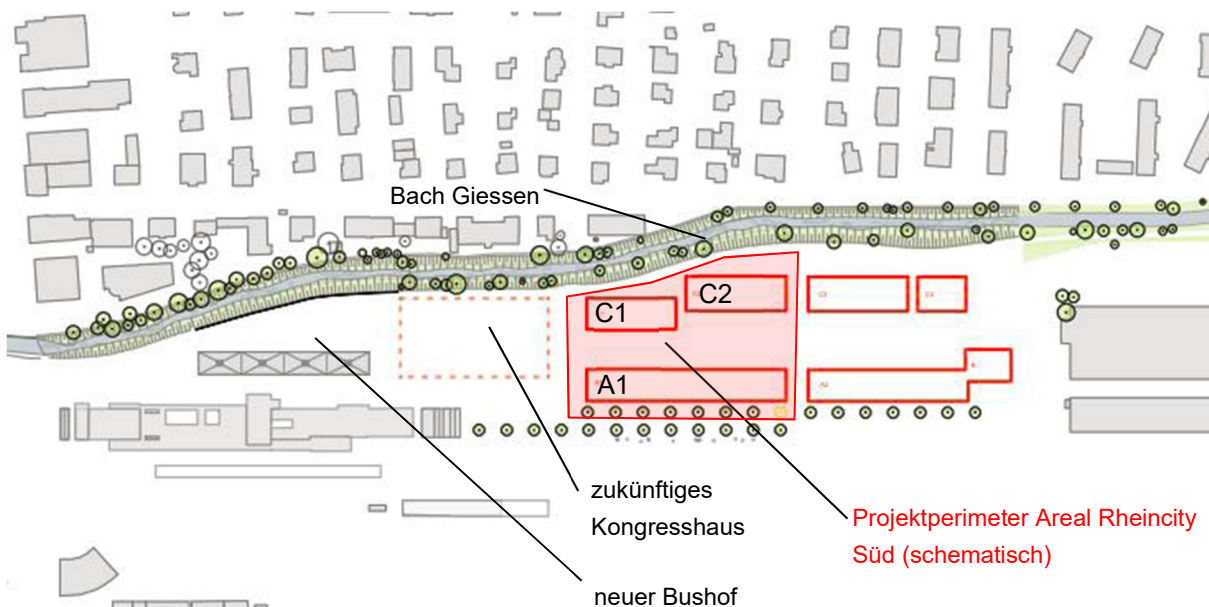 Bach Giessen
C2
C1
A1
zukünftiges
Kongresshaus
Projektperimeter Areal Rheincity
Süd (schematisch)
neuer Bushof